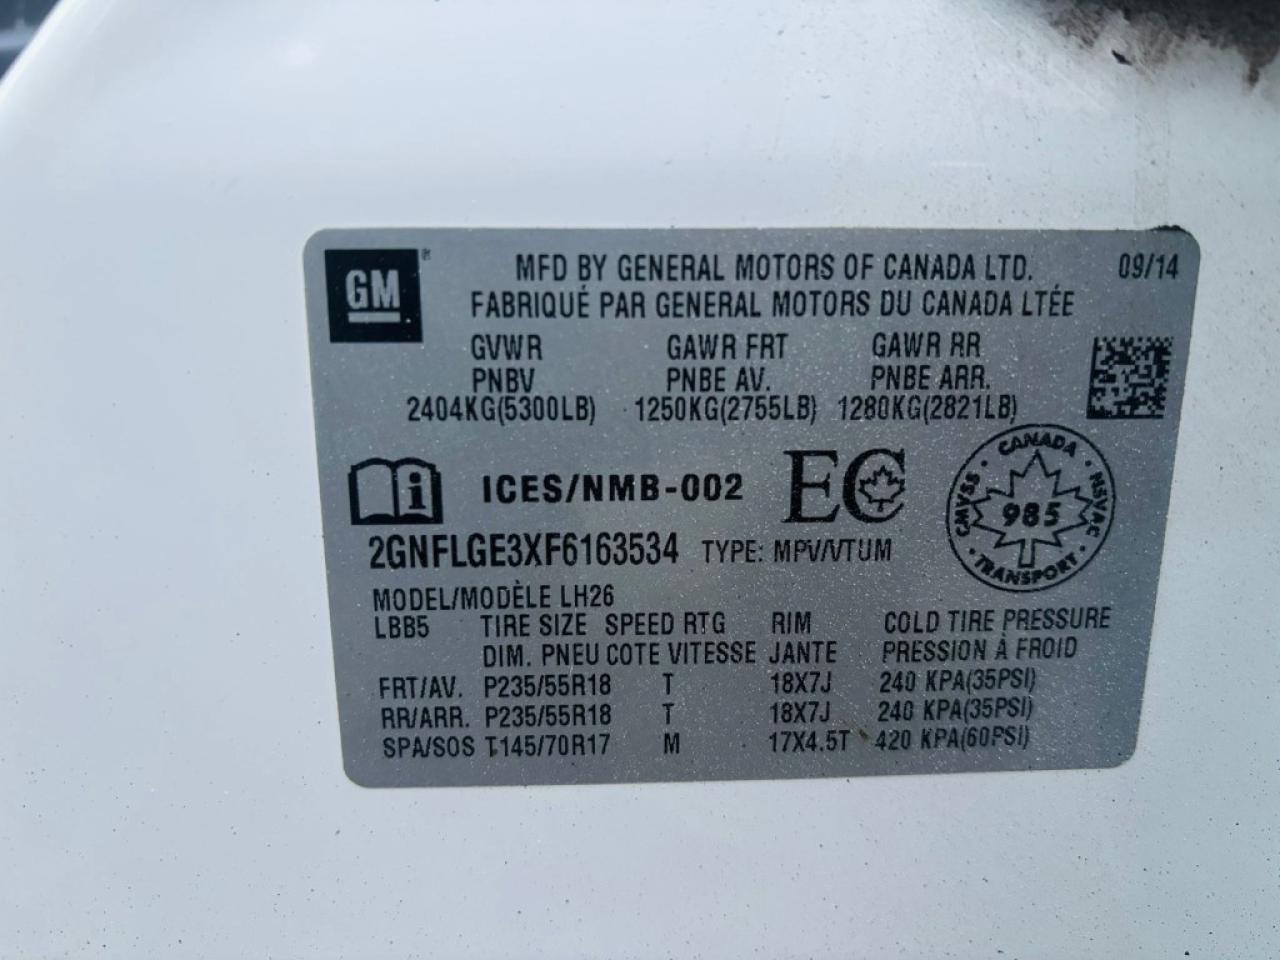 GM ®
MFD BY GENERAL MOTORS OF CANADA LTD. 09/14
FABRIQUÉ PAR GENERAL MOTORS DU CANADA LTÉE
GVWR GAWR FRT GAWR RR
PNBV PNBE AV. PNBE ARR.
2404KG(5300LB) 1250KG(2755LB) 1280KG(2821LB)
i ICES/NMB-002 EC
CANADA
CMVSS 985 NSVAC
TRANSPORT
2GNFLGE3XF6163534 TYPE: MPV/VTUM
MODEL/MODÈLE LH26
LBB5 TIRE SIZE SPEED RTG RIM COLD TIRE PRESSURE
DIM. PNEU COTE VITESSE JANTE PRESSION À FROID
FRT/AV. P235/55R18 T 18X7J 240 KPA(35PSI)
RR/ARR. P235/55R18 T 18X7J 240 KPA(35PSI)
SPA/SOS T145/70R17 M 17X4.5T 420 KPA(60PSI)